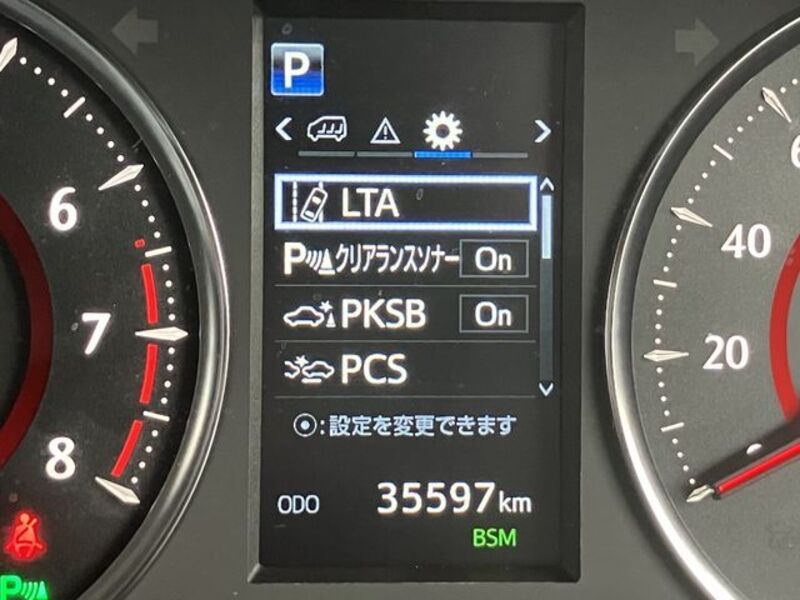 P
LTA
Pクリアランスソナー On
PKSB On
PCS
:設定を変更できます
ODO 35597km
BSM
6
7
8
P
40
20